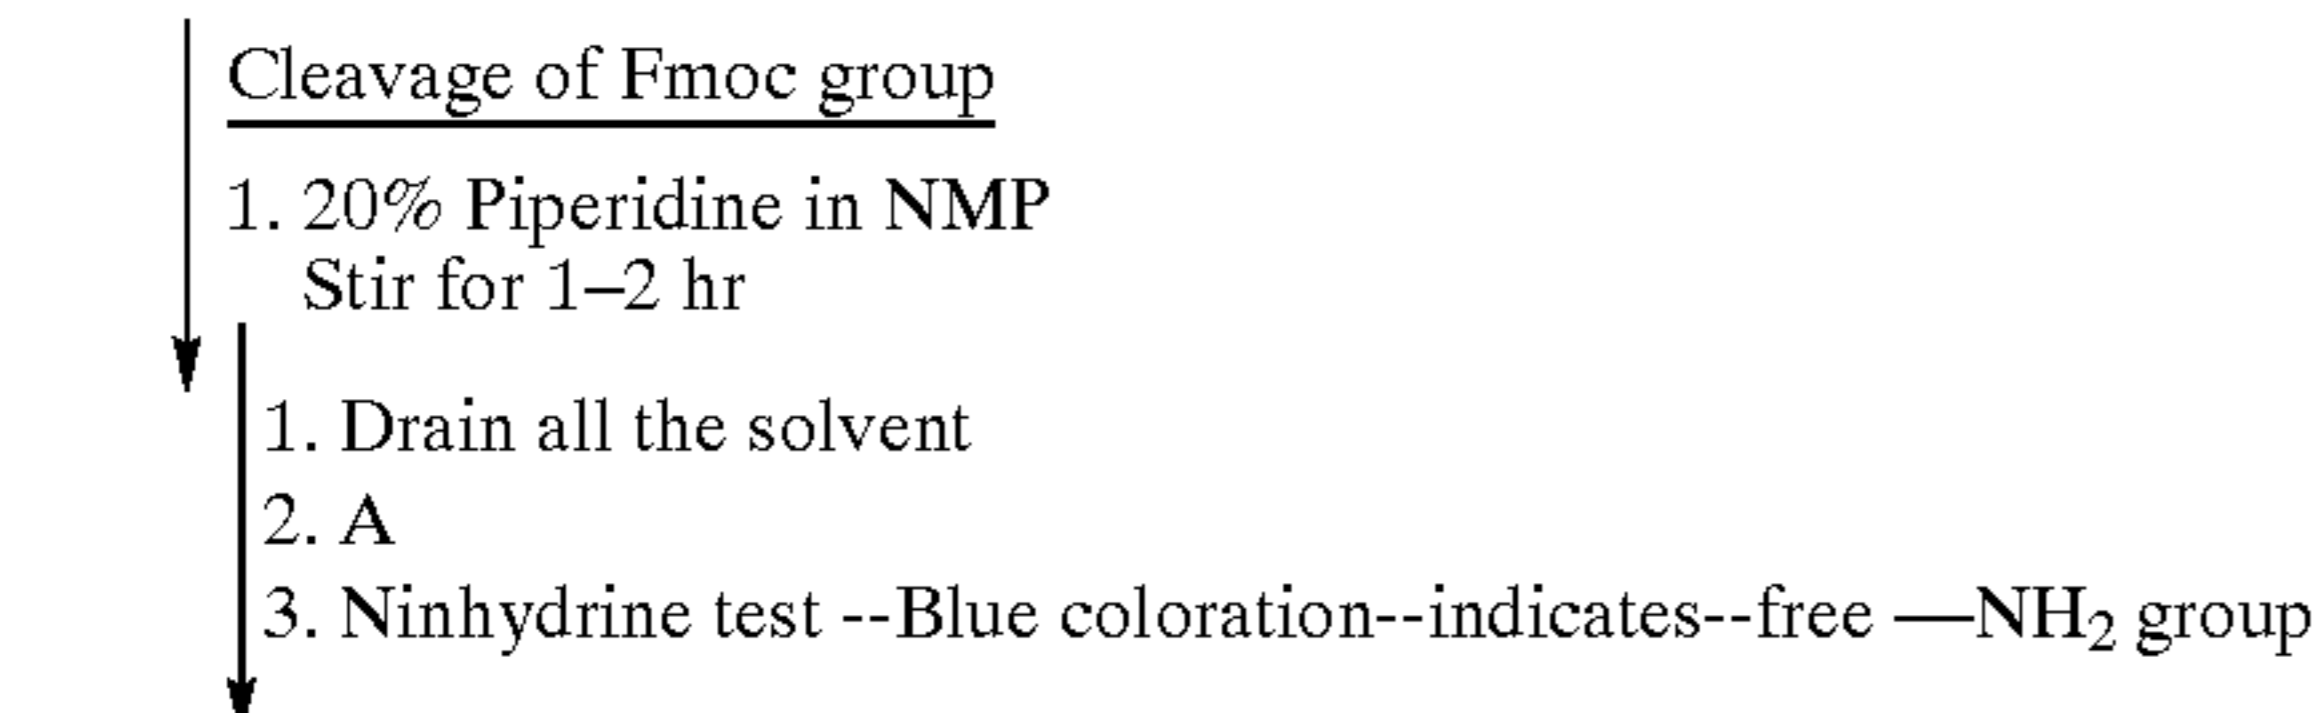 Cleavage of Fmoc group
1. 20% Piperidine in NMP
Stir for 1–2 hr
1. Drain all the solvent
2. A
3. Ninhydrine test --Blue coloration--indicates--free —NH₂ group